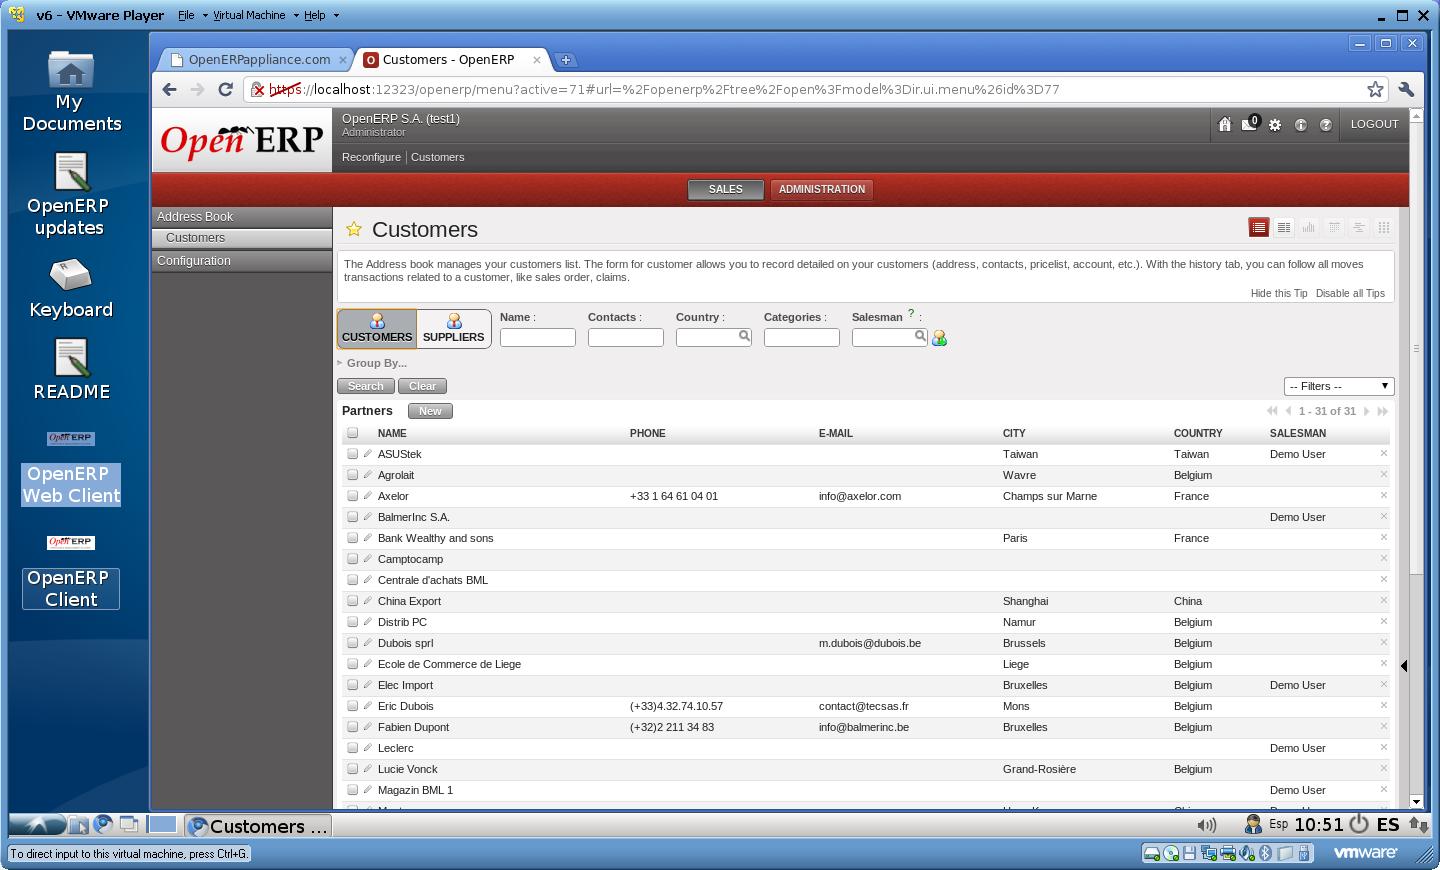 v6 - VMware Player File Virtual Machine Help
OpenERPappliance.com Customers - OpenERP
https://localhost:12323/openerp/menu?active=71#url=%2Fopenerp%2Ftree%2Fopen%3Fmodel%3Dir.ui.menu%26id%3D77
My
Documents
OpenERP
updates
Keyboard
README
OpenERP
OpenERP
Web Client
OpenERP
OpenERP
Client
Open ERP
OpenERP S.A. (test1)
Administrator
Reconfigure Customers
0
LOGOUT
SALES ADMINISTRATION
Address Book
Customers
Configuration
Customers
The Address book manages your customers list. The form for customer allows you to record detailed on your customers (address, contacts, pricelist, account, etc.). With the history tab, you can follow all moves
transactions related to a customer, like sales order, claims.
Hide this Tip Disable all Tips
CUSTOMERS SUPPLIERS
Name : Contacts : Country : Categories : Salesman ? :
Group By...
Search Clear
-- Filters --
Partners New 1 - 31 of 31
NAME PHONE E-MAIL CITY COUNTRY SALESMAN
ASUStek Taiwan Taiwan Demo User
Agrolait Wavre Belgium
Axelor +33 1 64 61 04 01 info@axelor.com Champs sur Marne France
BalmerInc S.A. Demo User
Bank Wealthy and sons Paris France
Camptocamp
Centrale d'achats BML
China Export Shanghai China
Distrib PC Namur Belgium
Dubois sprl m.dubois@dubois.be Brussels Belgium
Ecole de Commerce de Liege Liege Belgium
Elec Import Bruxelles Belgium Demo User
Eric Dubois (+33)4.32.74.10.57 contact@tecsas.fr Mons Belgium
Fabien Dupont (+32)2 211 34 83 info@balmerinc.be Bruxelles Belgium
Leclerc Demo User
Lucie Vonck Grand-Rosière Belgium
Magazin BML 1 Demo User
Customers ...
Esp 10:51 ES
To direct input to this virtual machine, press Ctrl+G.
vmware